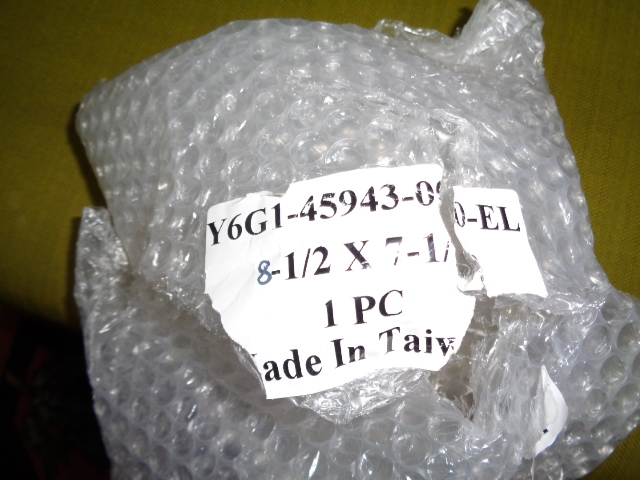 Y6G1-45943-0 0-EL
8-1/2 X 7-1/
1 PC
ade In Taiw